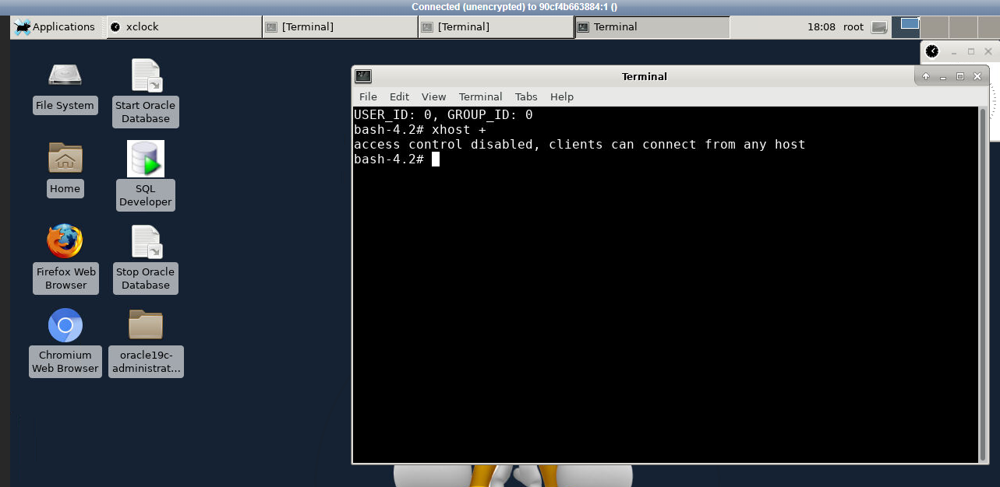 Connected (unencrypted) to 90cf4b663884:1 ()
Applications
xclock
[Terminal]
[Terminal]
Terminal
18:08 root
File System
Start Oracle
Database
Home
SQL
Developer
Firefox Web
Browser
Stop Oracle
Database
Chromium
Web Browser
oracle19c-
administrat...
Terminal
File Edit View Terminal Tabs Help
USER_ID: 0, GROUP_ID: 0
bash-4.2# xhost +
access control disabled, clients can connect from any host
bash-4.2#